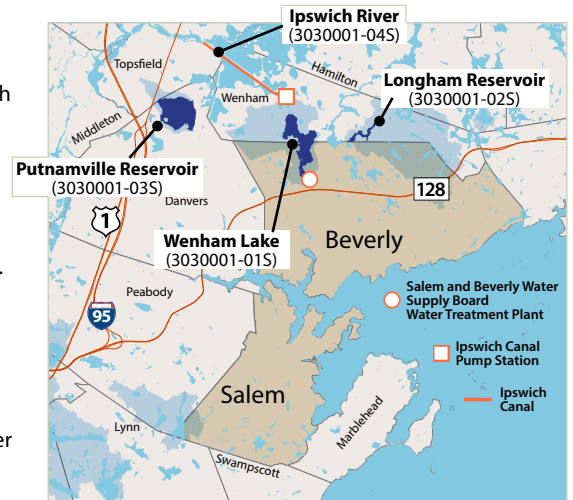 Ipswich River
(3030001-04S)
Topsfield
Hamilton
Longham Reservoir
(3030001-02S)
h
Wenham
Middleton
Putnamville Reservoir
(3030001-03S)
128
Danvers
1
Wenham Lake
(3030001-01S)
Beverly
.
Salem and Beverly Water
Supply Board
Water Treatment Plant
Peabody
INTERSTATE
95
Ipswich Canal
Pump Station
Salem
Ipswich
Canal
Marblehead
Lynn
er
Swampscott